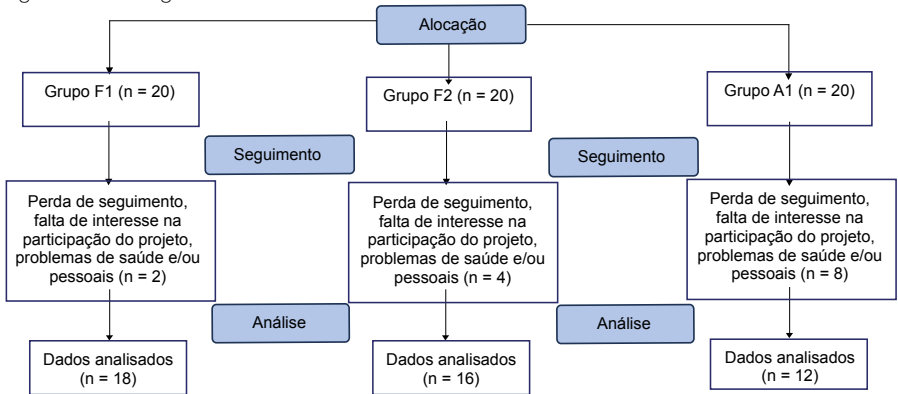 Alocação
Grupo F1 (n = 20)
Grupo F2 (n = 20)
Grupo A1 (n = 20)
Seguimento
Seguimento
Perda de seguimento,
falta de interesse na
participação do projeto,
problemas de saúde e/ou
pessoais (n = 2)
Perda de seguimento,
falta de interesse na
participação do projeto,
problemas de saúde e/ou
pessoais (n = 4)
Perda de seguimento,
falta de interesse na
participação do projeto,
problemas de saúde e/ou
pessoais (n = 8)
Análise
Análise
Dados analisados
(n = 18)
Dados analisados
(n = 16)
Dados analisados
(n = 12)